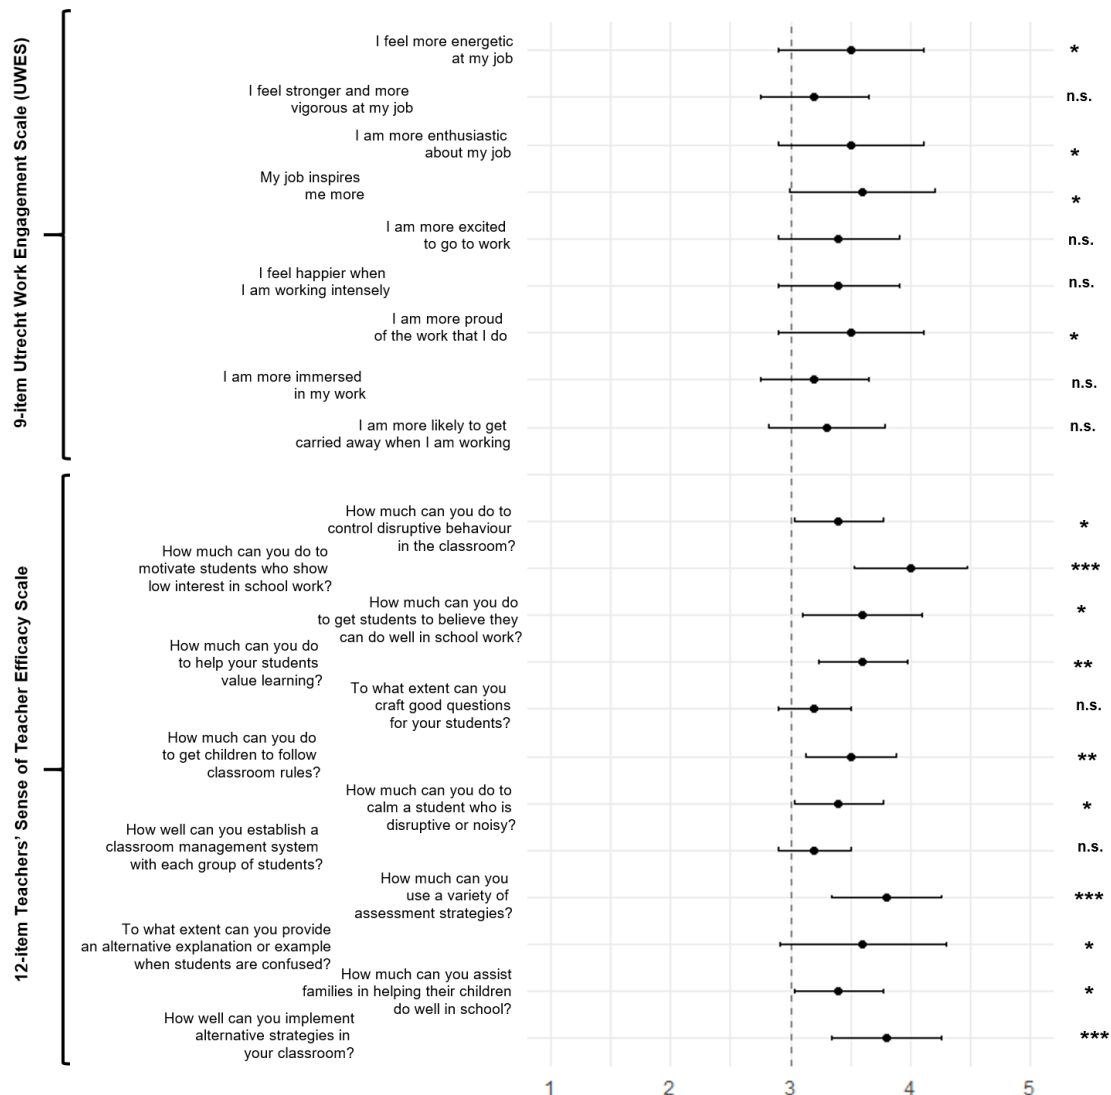 9-item Utrecht Work Engagement Scale (UWES)
I feel more energetic
at my job
*
I feel stronger and more
vigorous at my job
n.s.
I am more enthusiastic
about my job
*
My job inspires
me more
*
I am more excited
to go to work
n.s.
I feel happier when
I am working intensely
n.s.
I am more proud
of the work that I do
*
I am more immersed
in my work
n.s.
I am more likely to get
carried away when I am working
n.s.
12-item Teachers' Sense of Teacher Efficacy Scale
How much can you do to
control disruptive behaviour
in the classroom?
*
How much can you do to
motivate students who show
low interest in school work?
***
How much can you do
to get students to believe they
can do well in school work?
*
How much can you do
to help your students
value learning?
**
To what extent can you
craft good questions
for your students?
n.s.
How much can you do
to get children to follow
classroom rules?
**
How much can you do to
calm a student who is
disruptive or noisy?
*
How well can you establish a
classroom management system
with each group of students?
n.s.
How much can you
use a variety of
assessment strategies?
***
To what extent can you provide
an alternative explanation or example
when students are confused?
*
How much can you assist
families in helping their children
do well in school?
*
How well can you implement
alternative strategies in
your classroom?
***
1 2 3 4 5